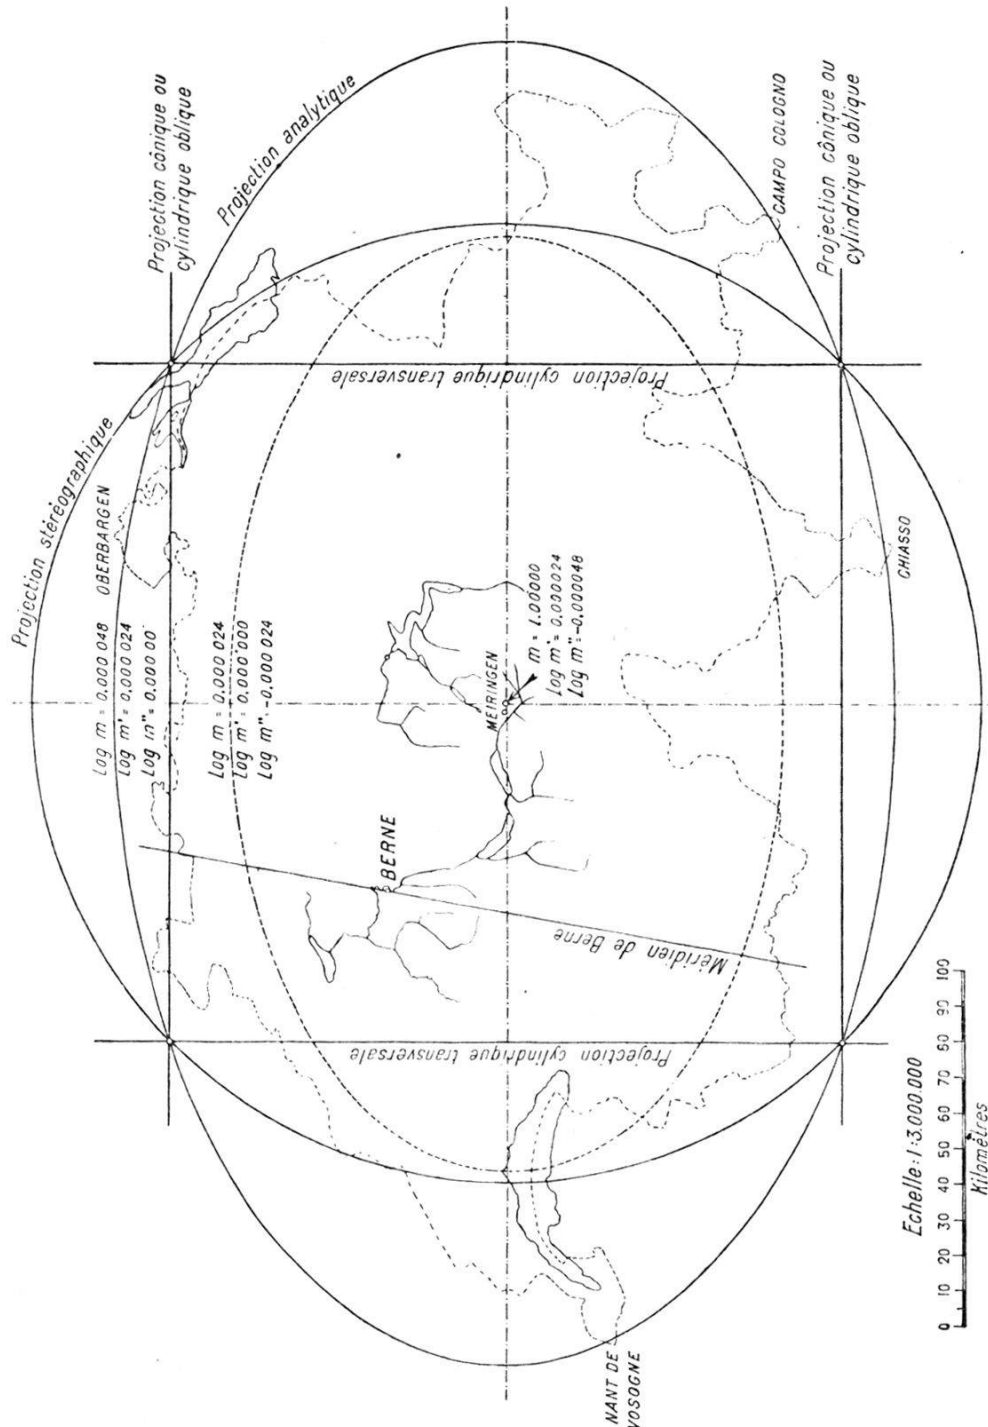 Projection cônique ou
cylindrique oblique
Projection analytique
Projection stéréographique
OBERBARGEN
Log m = 0.000 048
Log m' = 0.000 024
Log m" = 0.000 00
Log m = 0.000 024
Log m' = 0.000 000
Log m" = -0.000 024
Projection cylindrique transversale
CAMPO COLOGNO
Projection cônique ou
cylindrique oblique
CHIASSO
MEIRINGEN
m = 1.00000
Log m' = 0.000024
Log m" = -0.000048
BERNE
Méridien de Berne
Projection cylindrique transversale
NANT DE
VOSOGNE
Echelle: 1:3.000.000
0 10 20 30 40 50 60 70 80 90 100
Kilomètres